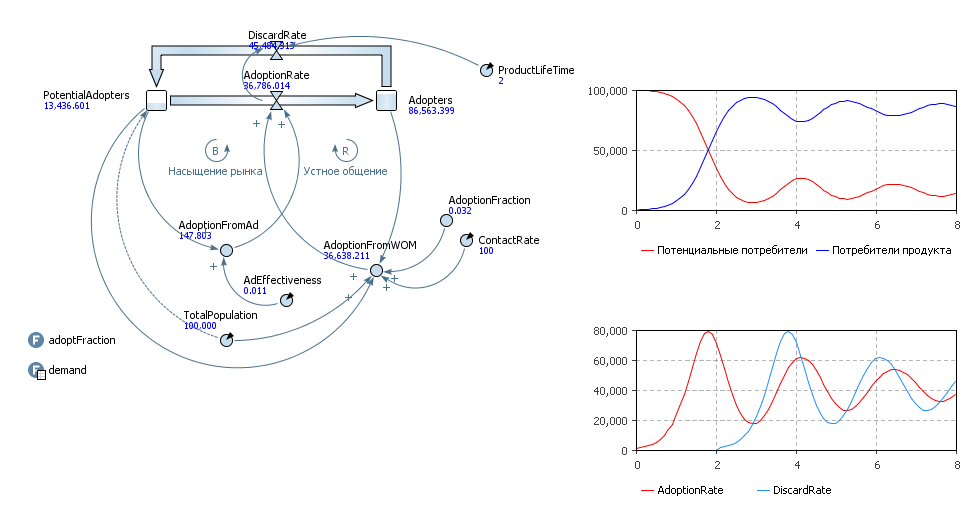 DiscardRate
45,484.313
AdoptionRate
36,786.014
ProductLifeTime
2
PotentialAdopters
13,436.601
Adopters
86,563.399
+
+
B
R
Насыщение рынка
Устное общение
AdoptionFraction
0.032
AdoptionFromAd
147.803
ContactRate
100
AdoptionFromWOM
36,638.211
+
+
+
+
+
AdEffectiveness
0.011
TotalPopulation
100,000
F adoptFraction
F demand
100,000
50,000
0
0 2 4 6 8
Потенциальные потребители Потребители продукта
80,000
60,000
40,000
20,000
0
0 2 4 6 8
AdoptionRate DiscardRate